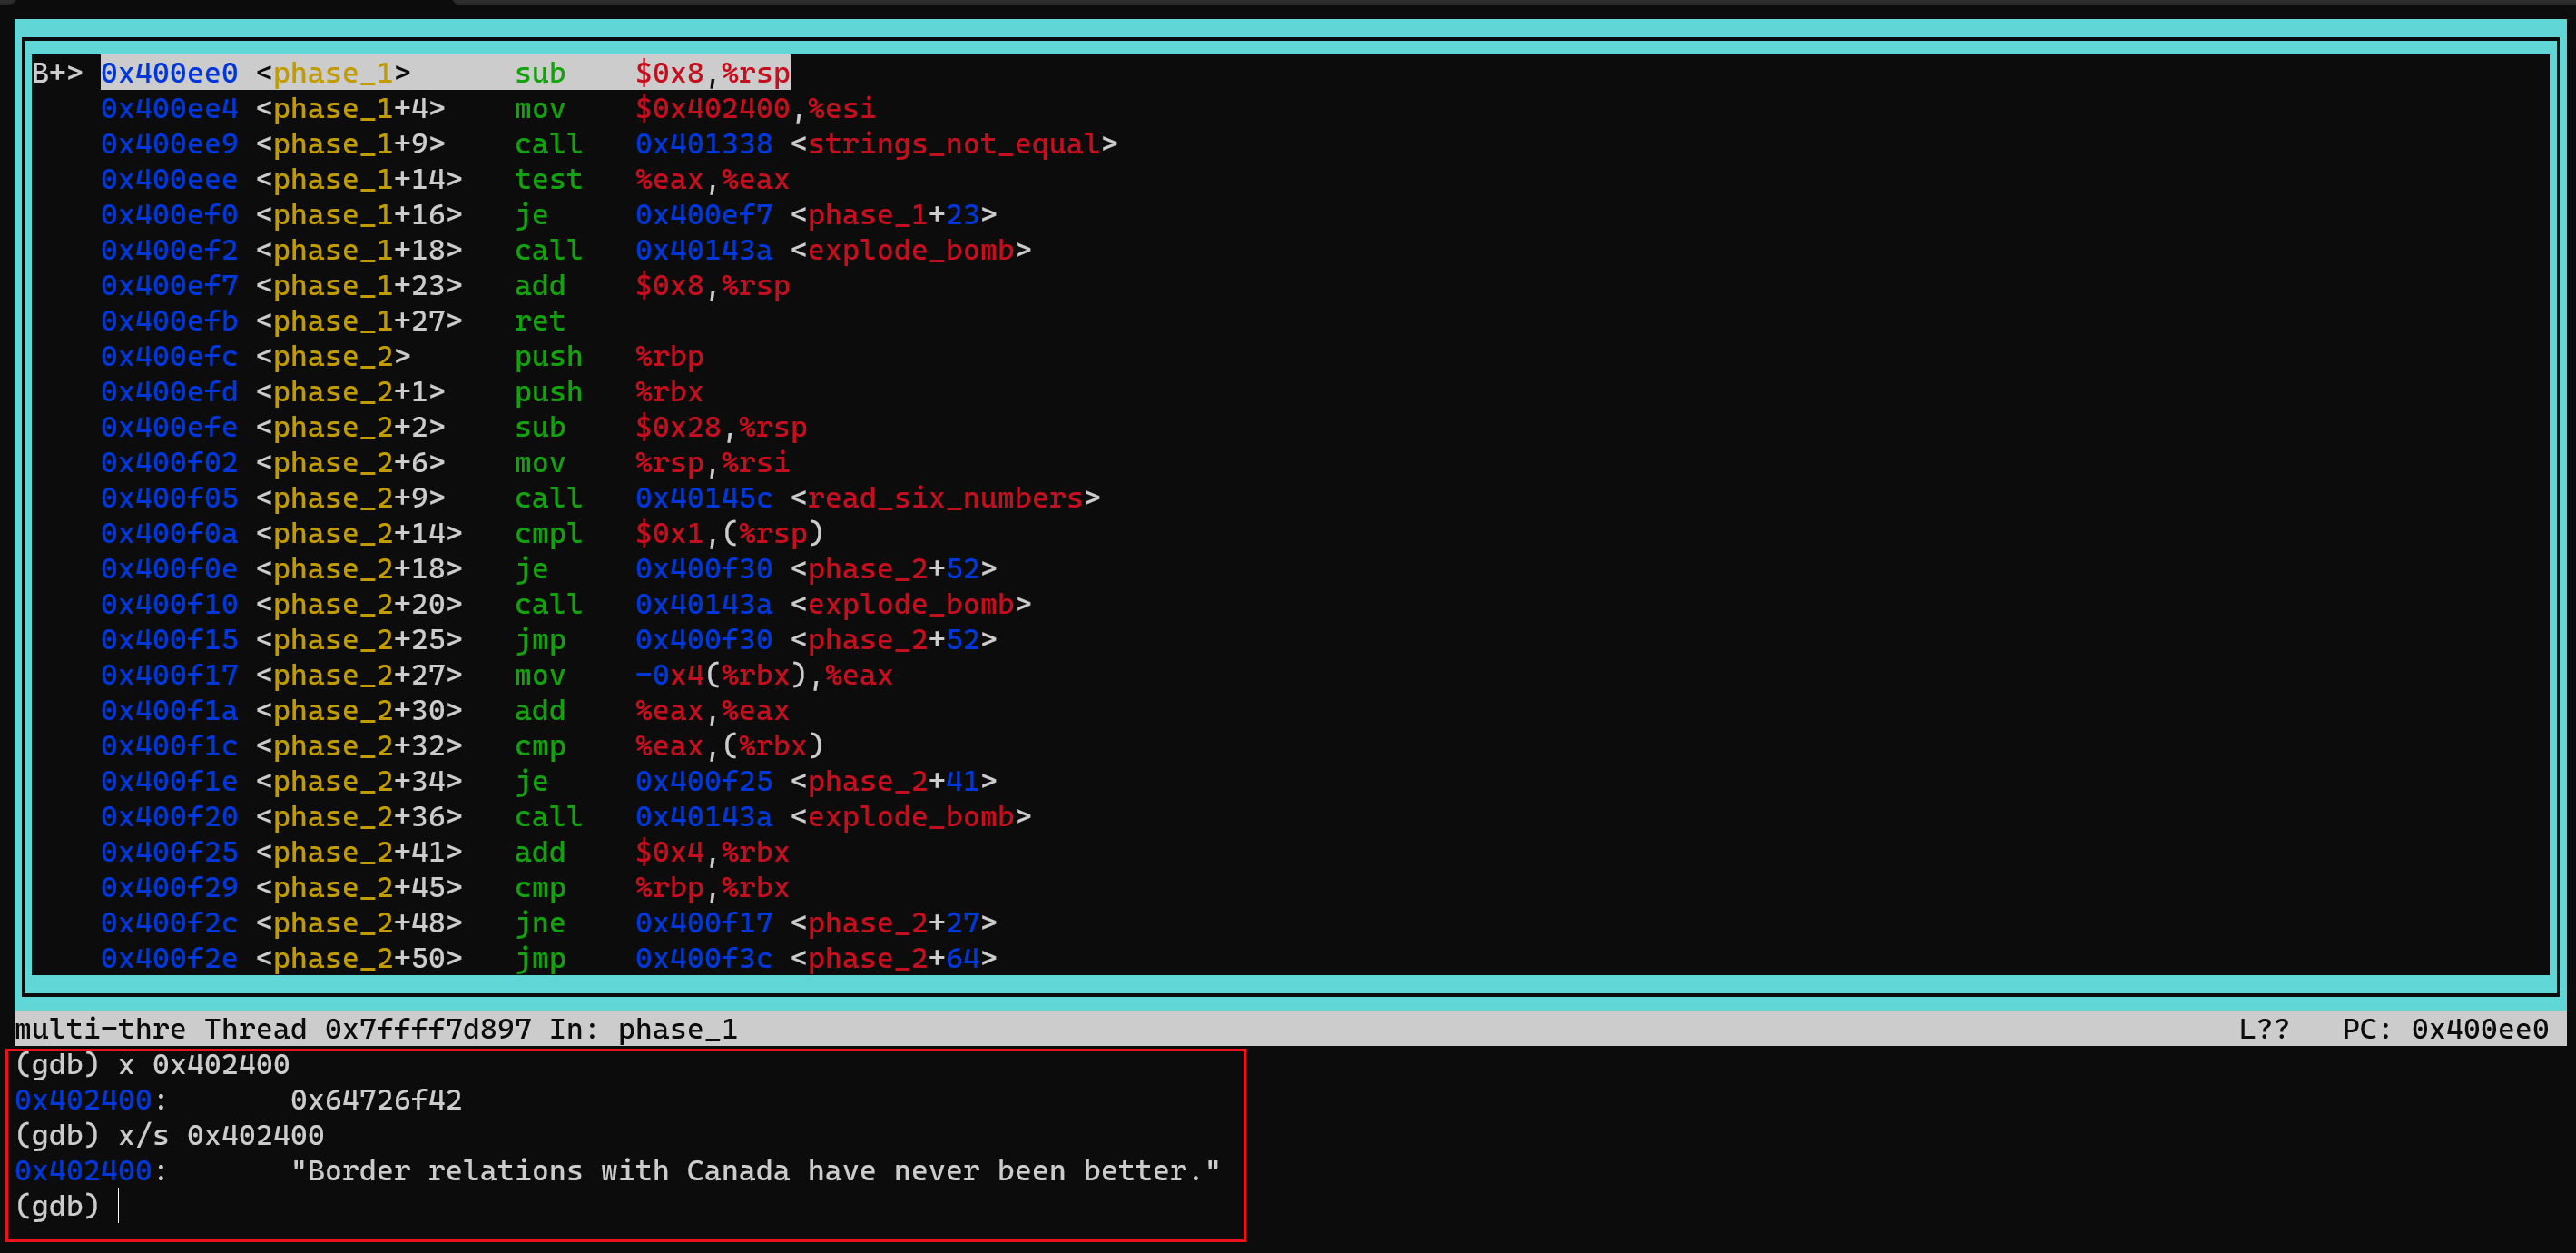 B+> 0x400ee0 <phase_1>      sub    $0x8,%rsp
    0x400ee4 <phase_1+4>    mov    $0x402400,%esi
    0x400ee9 <phase_1+9>    call   0x401338 <strings_not_equal>
    0x400eee <phase_1+14>   test   %eax,%eax
    0x400ef0 <phase_1+16>   je     0x400ef7 <phase_1+23>
    0x400ef2 <phase_1+18>   call   0x40143a <explode_bomb>
    0x400ef7 <phase_1+23>   add    $0x8,%rsp
    0x400efb <phase_1+27>   ret
    0x400efc <phase_2>      push   %rbp
    0x400efd <phase_2+1>    push   %rbx
    0x400efe <phase_2+2>    sub    $0x28,%rsp
    0x400f02 <phase_2+6>    mov    %rsp,%rsi
    0x400f05 <phase_2+9>    call   0x40145c <read_six_numbers>
    0x400f0a <phase_2+14>   cmpl   $0x1,(%rsp)
    0x400f0e <phase_2+18>   je     0x400f30 <phase_2+52>
    0x400f10 <phase_2+20>   call   0x40143a <explode_bomb>
    0x400f15 <phase_2+25>   jmp    0x400f30 <phase_2+52>
    0x400f17 <phase_2+27>   mov    -0x4(%rbx),%eax
    0x400f1a <phase_2+30>   add    %eax,%eax
    0x400f1c <phase_2+32>   cmp    %eax,(%rbx)
    0x400f1e <phase_2+34>   je     0x400f25 <phase_2+41>
    0x400f20 <phase_2+36>   call   0x40143a <explode_bomb>
    0x400f25 <phase_2+41>   add    $0x4,%rbx
    0x400f29 <phase_2+45>   cmp    %rbp,%rbx
    0x400f2c <phase_2+48>   jne    0x400f17 <phase_2+27>
    0x400f2e <phase_2+50>   jmp    0x400f3c <phase_2+64>
multi-thre Thread 0x7ffff7d897 In: phase_1 L?? PC: 0x400ee0
(gdb) x 0x402400
0x402400:       0x64726f42
(gdb) x/s 0x402400
0x402400:       "Border relations with Canada have never been better."
(gdb)